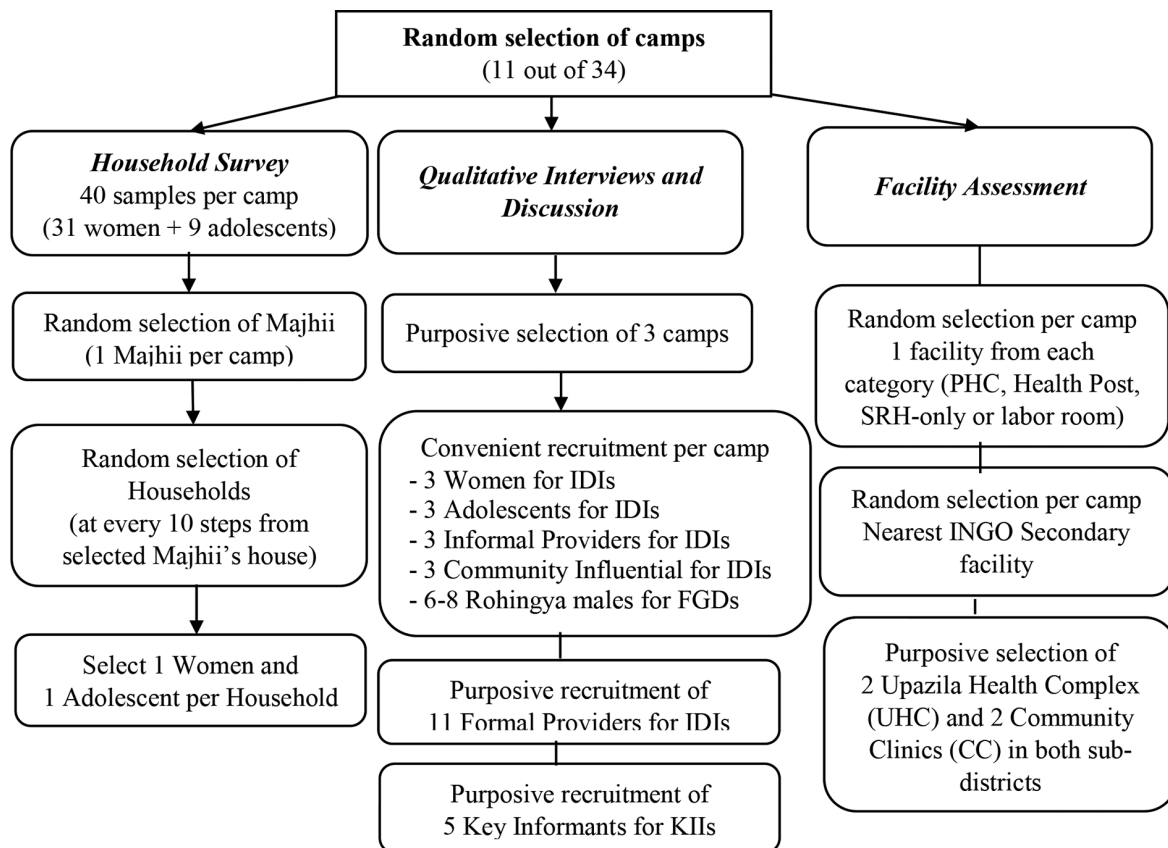 Random selection of camps
(11 out of 34)
Household Survey
40 samples per camp
(31 women + 9 adolescents)
Random selection of Majhii
(1 Majhii per camp)
Random selection of
Households
(at every 10 steps from
selected Majhii's house)
Select 1 Women and
1 Adolescent per Household
Qualitative Interviews and
Discussion
Purposive selection of 3 camps
Convenient recruitment per camp
- 3 Women for IDIs
- 3 Adolescents for IDIs
- 3 Informal Providers for IDIs
- 3 Community Influential for IDIs
- 6-8 Rohingya males for FGDs
Purposive recruitment of
11 Formal Providers for IDIs
Purposive recruitment of
5 Key Informants for KIIs
Facility Assessment
Random selection per camp
1 facility from each
category (PHC, Health Post,
SRH-only or labor room)
Random selection per camp
Nearest INGO Secondary
facility
Purposive selection of
2 Upazila Health Complex
(UHC) and 2 Community
Clinics (CC) in both sub-
districts